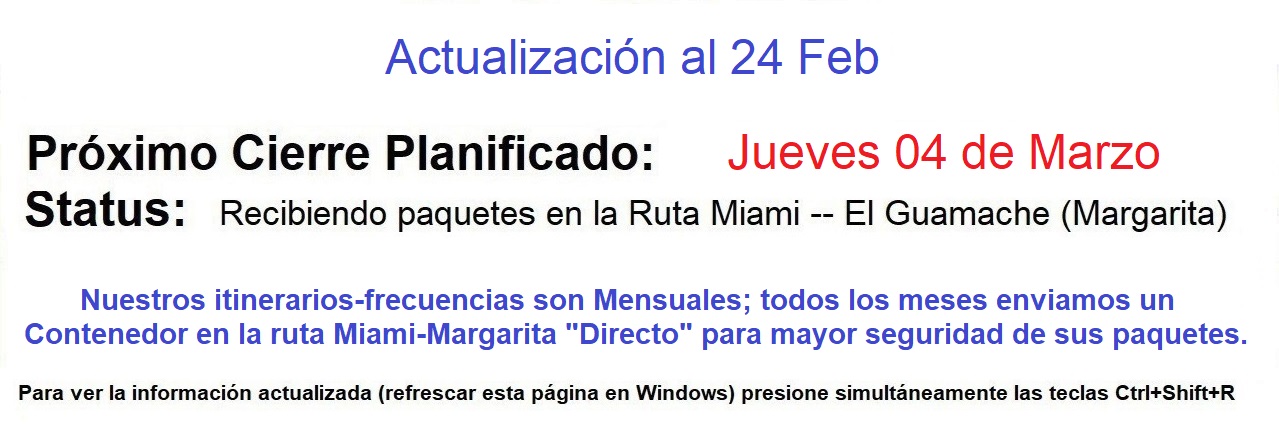 Actualización al 24 Feb
Próximo Cierre Planificado: Jueves 04 de Marzo
Status: Recibiendo paquetes en la Ruta Miami -- El Guamache (Margarita)
Nuestros itinerarios-frecuencias son Mensuales; todos los meses enviamos un
Contenedor en la ruta Miami-Margarita "Directo" para mayor seguridad de sus paquetes.
Para ver la información actualizada (refrescar esta página en Windows) presione simultáneamente las teclas Ctrl+Shift+R